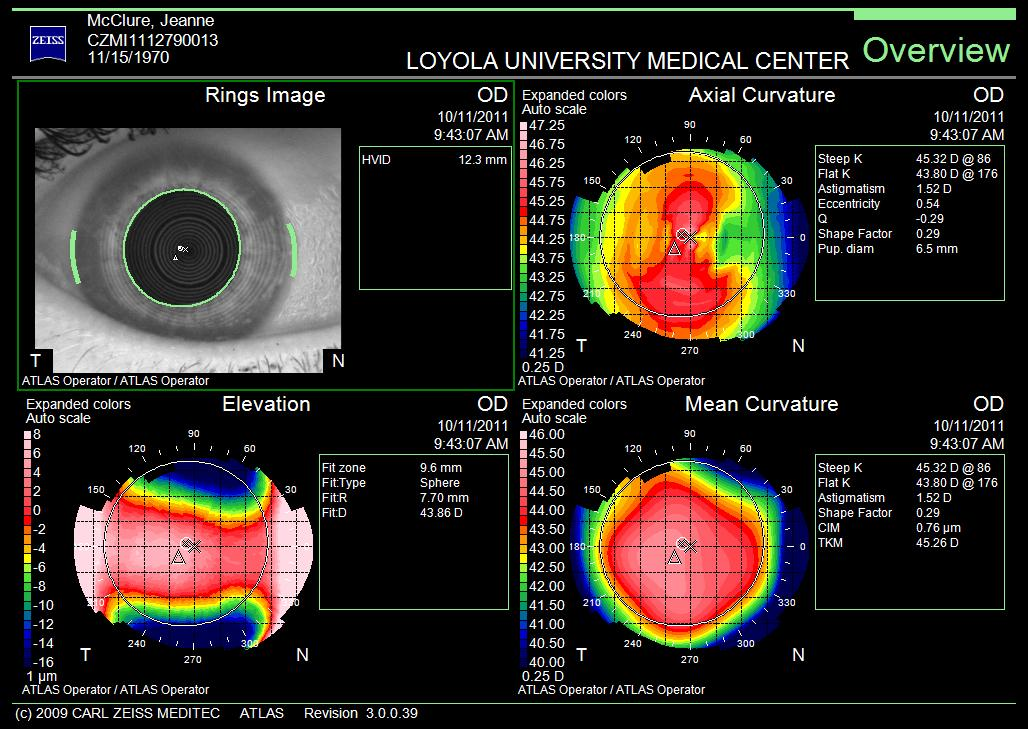 ZEISS
McClure, Jeanne
CZMI1112790013
11/15/1970
LOYOLA UNIVERSITY MEDICAL CENTER
Overview
Rings Image
OD
10/11/2011
9:43:07 AM
HVID 12.3 mm
T
N
ATLAS Operator / ATLAS Operator
Expanded colors
Auto scale
Axial Curvature
OD
10/11/2011
9:43:07 AM
47.25
46.75
46.25
45.75
45.25
44.75
44.25
43.75
43.25
42.75
42.25
41.75
41.25
0.25 D
90
120
60
150
30
180
0
210
330
240
300
270
T
N
Steep K 45.32 D @ 86
Flat K 43.80 D @ 176
Astigmatism 1.52 D
Eccentricity 0.54
Q -0.29
Shape Factor 0.29
Pup. diam 6.5 mm
ATLAS Operator / ATLAS Operator
Expanded colors
Auto scale
Elevation
OD
10/11/2011
9:43:07 AM
8
6
4
2
0
-2
-4
-6
-8
-10
-12
-14
-16
1 µm
90
120
60
150
30
240
270
T
N
Fit zone 9.6 mm
Fit:Type Sphere
Fit:R 7.70 mm
Fit:D 43.86 D
ATLAS Operator / ATLAS Operator
Expanded colors
Auto scale
Mean Curvature
OD
10/11/2011
9:43:07 AM
46.00
45.50
45.00
44.50
44.00
43.50
43.00
42.50
42.00
41.50
41.00
40.50
40.00
0.25 D
90
120
60
150
30
180
0
210
330
240
300
270
T
N
Steep K 45.32 D @ 86
Flat K 43.80 D @ 176
Astigmatism 1.52 D
Shape Factor 0.29
CIM 0.76 µm
TKM 45.26 D
ATLAS Operator / ATLAS Operator
(c) 2009 CARL ZEISS MEDITEC ATLAS Revision 3.0.0.39